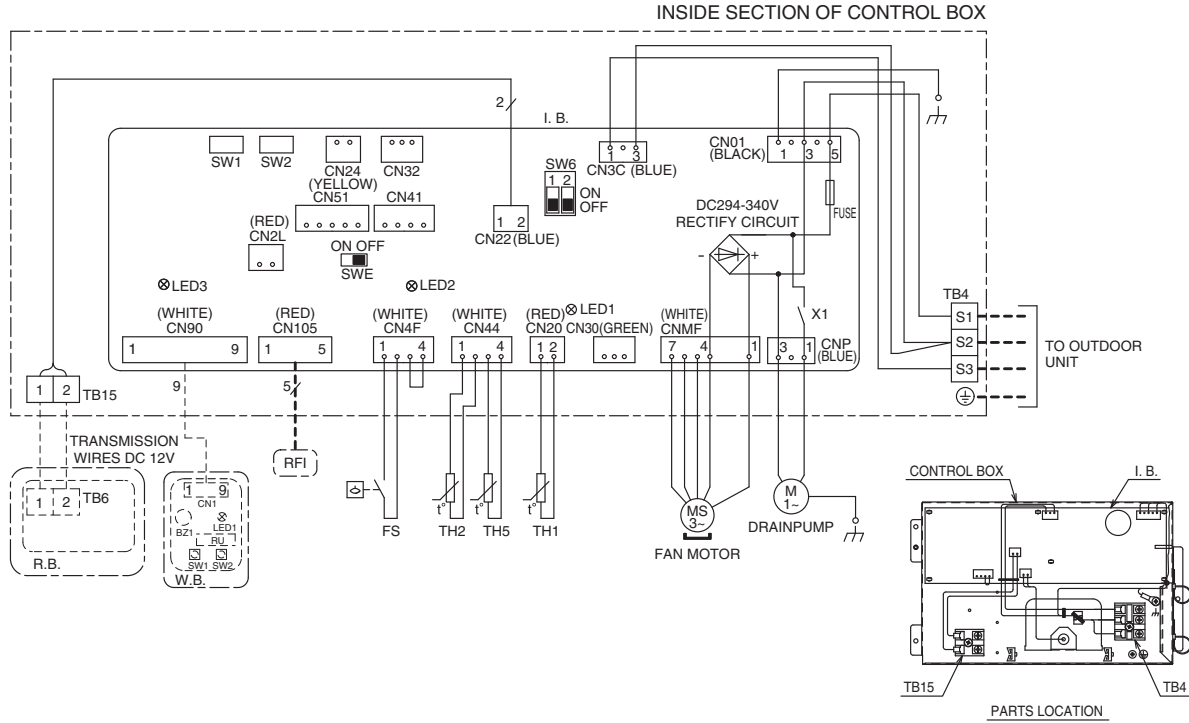 INSIDE SECTION OF CONTROL BOX
2
I. B.
SW1
SW2
CN24
(YELLOW)
CN32
CN51
CN41
(RED)
CN2L
ON OFF
SWE
1 2
CN22(BLUE)
SW6
1 2
ON
OFF
1 3
CN3C (BLUE)
CN01
(BLACK)
1 3 5
FUSE
DC294-340V
RECTIFY CIRCUIT
- +
X1
LED3
LED2
LED1
(WHITE)
CN90
1 9
(RED)
CN105
1 5
(WHITE)
CN4F
1 4
(WHITE)
CN44
1 4
(RED)
CN20
1 2
CN30(GREEN)
(WHITE)
CNMF
7 4 1
3 1
CNP
(BLUE)
TB4
S1
S2
S3
TO OUTDOOR
UNIT
1 2
TB15
9
5
RFI
TRANSMISSION
WIRES DC 12V
1 2
TB6
R.B.
1 9
CN1
BZ1
LED1
RU
SW1 SW2
W.B.
FS
t°
TH2
t°
TH5
t°
TH1
MS
3~
FAN MOTOR
M
1~
DRAINPUMP
CONTROL BOX
I. B.
TB15
TB4
PARTS LOCATION